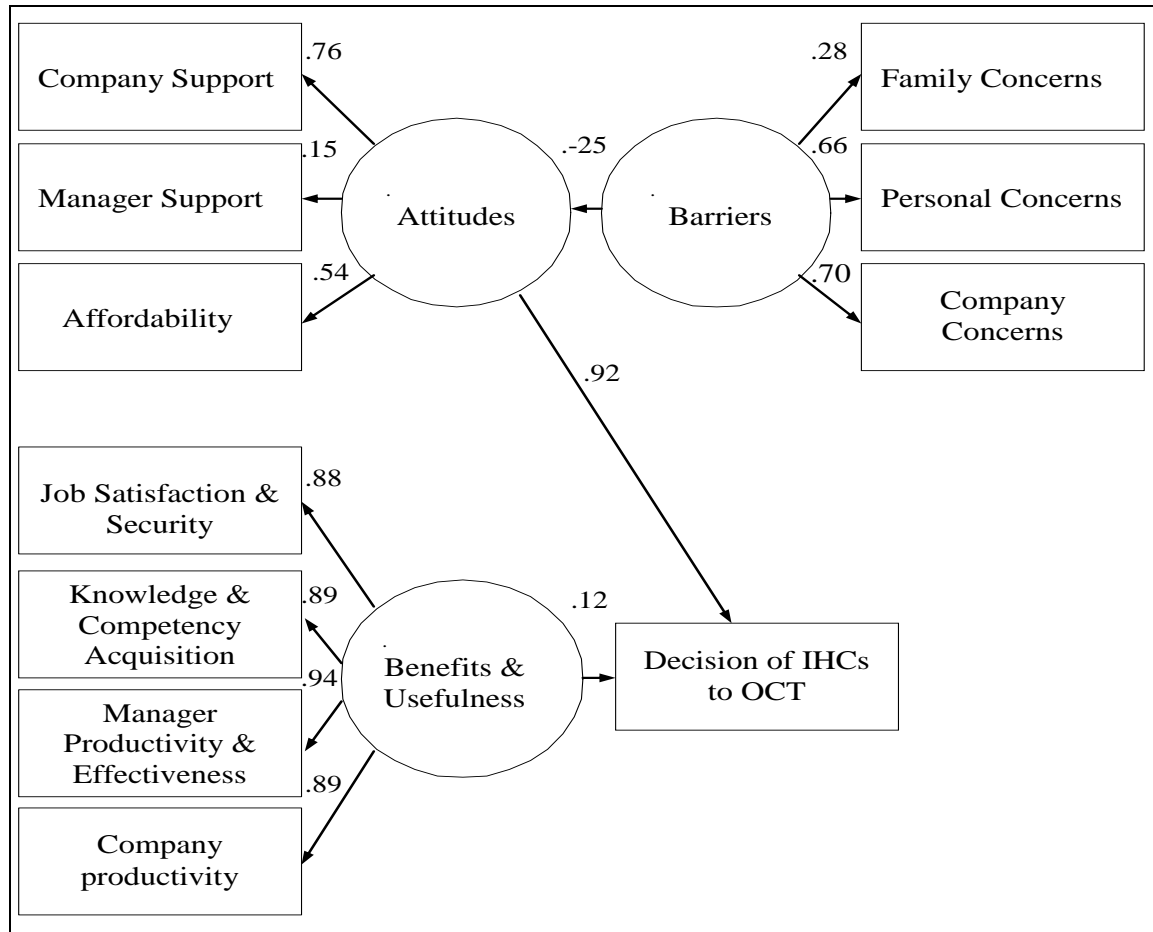 .76
Company Support
.28
Family Concerns
.15
Manager Support
.-25
.66
Personal Concerns
Attitudes
Barriers
.54
Affordability
.70
Company
Concerns
.92
.88
Job Satisfaction &
Security
.89
Knowledge &
Competency
Acquisition
.12
.94
Benefits &
Usefulness
Decision of IHCs
to OCT
Manager
Productivity &
Effectiveness
.89
Company
productivity